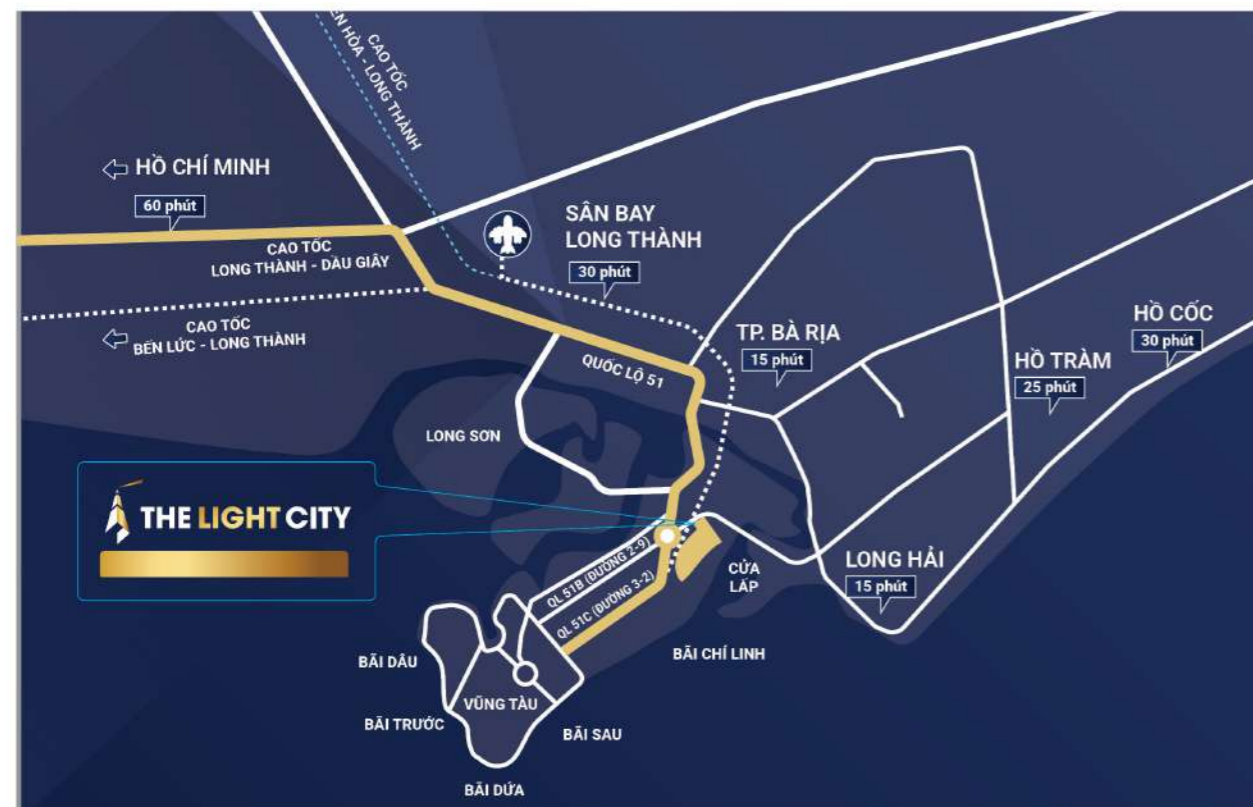 CAO TỐC
ÊN HÒA - LONG THÀNH
HỒ CHÍ MINH
60 phút
CAO TỐC
LONG THÀNH - DẦU GIÂY
CAO TỐC
BẾN LỨC - LONG THÀNH
SÂN BAY
LONG THÀNH
30 phút
QUỐC LỘ 51
TP. BÀ RỊA
15 phút
HỒ CỐC
30 phút
HỒ TRÀM
25 phút
LONG SƠN
THE LIGHT CITY
QL 51B (ĐƯỜNG 2-9)
QL 51C (ĐƯỜNG 3-2)
CỬA
LẤP
LONG HẢI
15 phút
BÃI CHÍ LINH
BÃI DÂU
VŨNG TÀU
BÃI TRƯỚC
BÃI SAU
BÃI DỨA